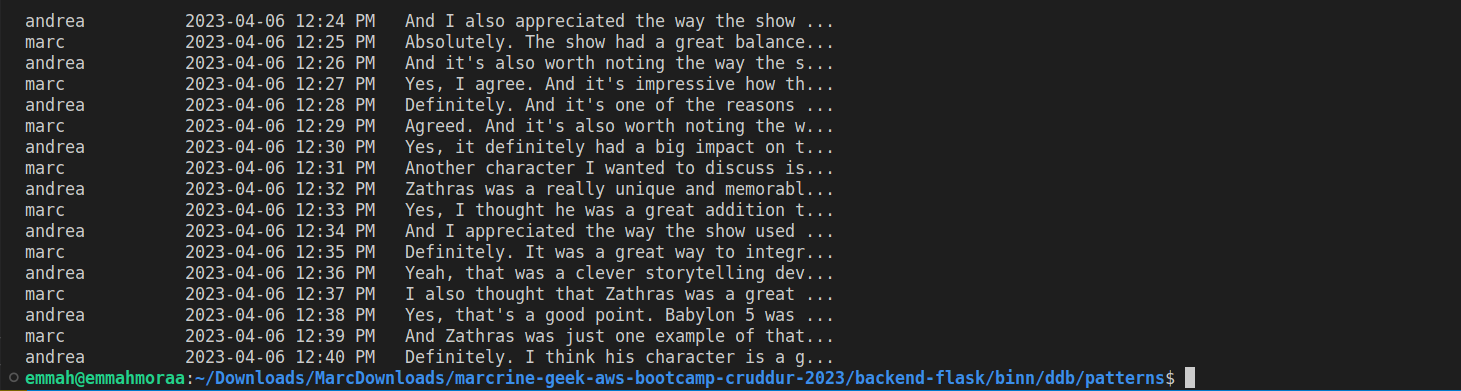 andrea 2023-04-06 12:24 PM And I also appreciated the way the show ...
marc 2023-04-06 12:25 PM Absolutely. The show had a great balance...
andrea 2023-04-06 12:26 PM And it's also worth noting the way the s...
marc 2023-04-06 12:27 PM Yes, I agree. And it's impressive how th...
andrea 2023-04-06 12:28 PM Definitely. And it's one of the reasons ...
marc 2023-04-06 12:29 PM Agreed. And it's also worth noting the w...
andrea 2023-04-06 12:30 PM Yes, it definitely had a big impact on t...
marc 2023-04-06 12:31 PM Another character I wanted to discuss is...
andrea 2023-04-06 12:32 PM Zathras was a really unique and memorabl...
marc 2023-04-06 12:33 PM Yes, I thought he was a great addition t...
andrea 2023-04-06 12:34 PM And I appreciated the way the show used ...
marc 2023-04-06 12:35 PM Definitely. It was a great way to integr...
andrea 2023-04-06 12:36 PM Yeah, that was a clever storytelling dev...
marc 2023-04-06 12:37 PM I also thought that Zathras was a great ...
andrea 2023-04-06 12:38 PM Yes, that's a good point. Babylon 5 was ...
marc 2023-04-06 12:39 PM And Zathras was just one example of that...
andrea 2023-04-06 12:40 PM Definitely. I think his character is a g...
emmah@emmahmoraa:~/Downloads/MarcDownloads/marcrine-geek-aws-bootcamp-cruddur-2023/backend-flask/binn/ddb/patterns$